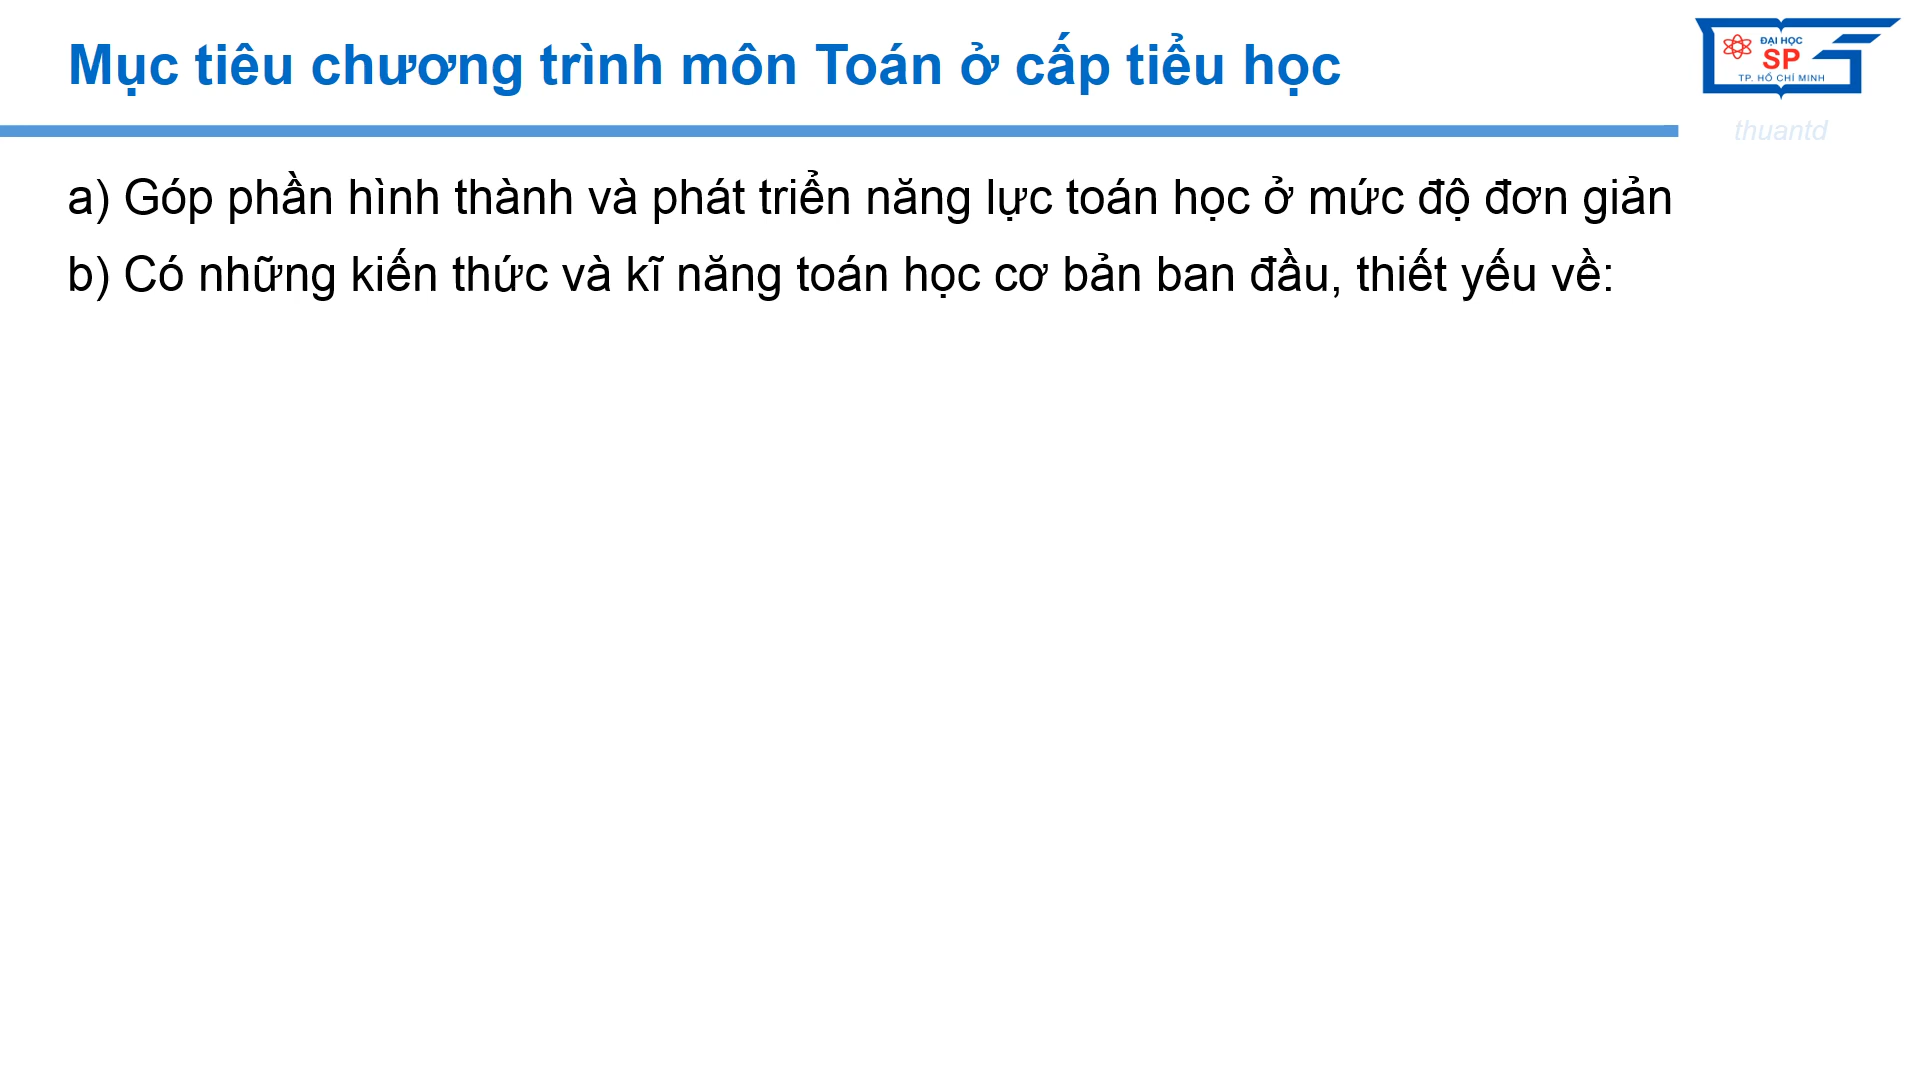 Mục tiêu chương trình môn Toán ở cấp tiểu học
ĐẠI HỌC
SP
TP. HỒ CHÍ MINH
thuantd
a) Góp phần hình thành và phát triển năng lực toán học ở mức độ đơn giản
b) Có những kiến thức và kĩ năng toán học cơ bản ban đầu, thiết yếu về: